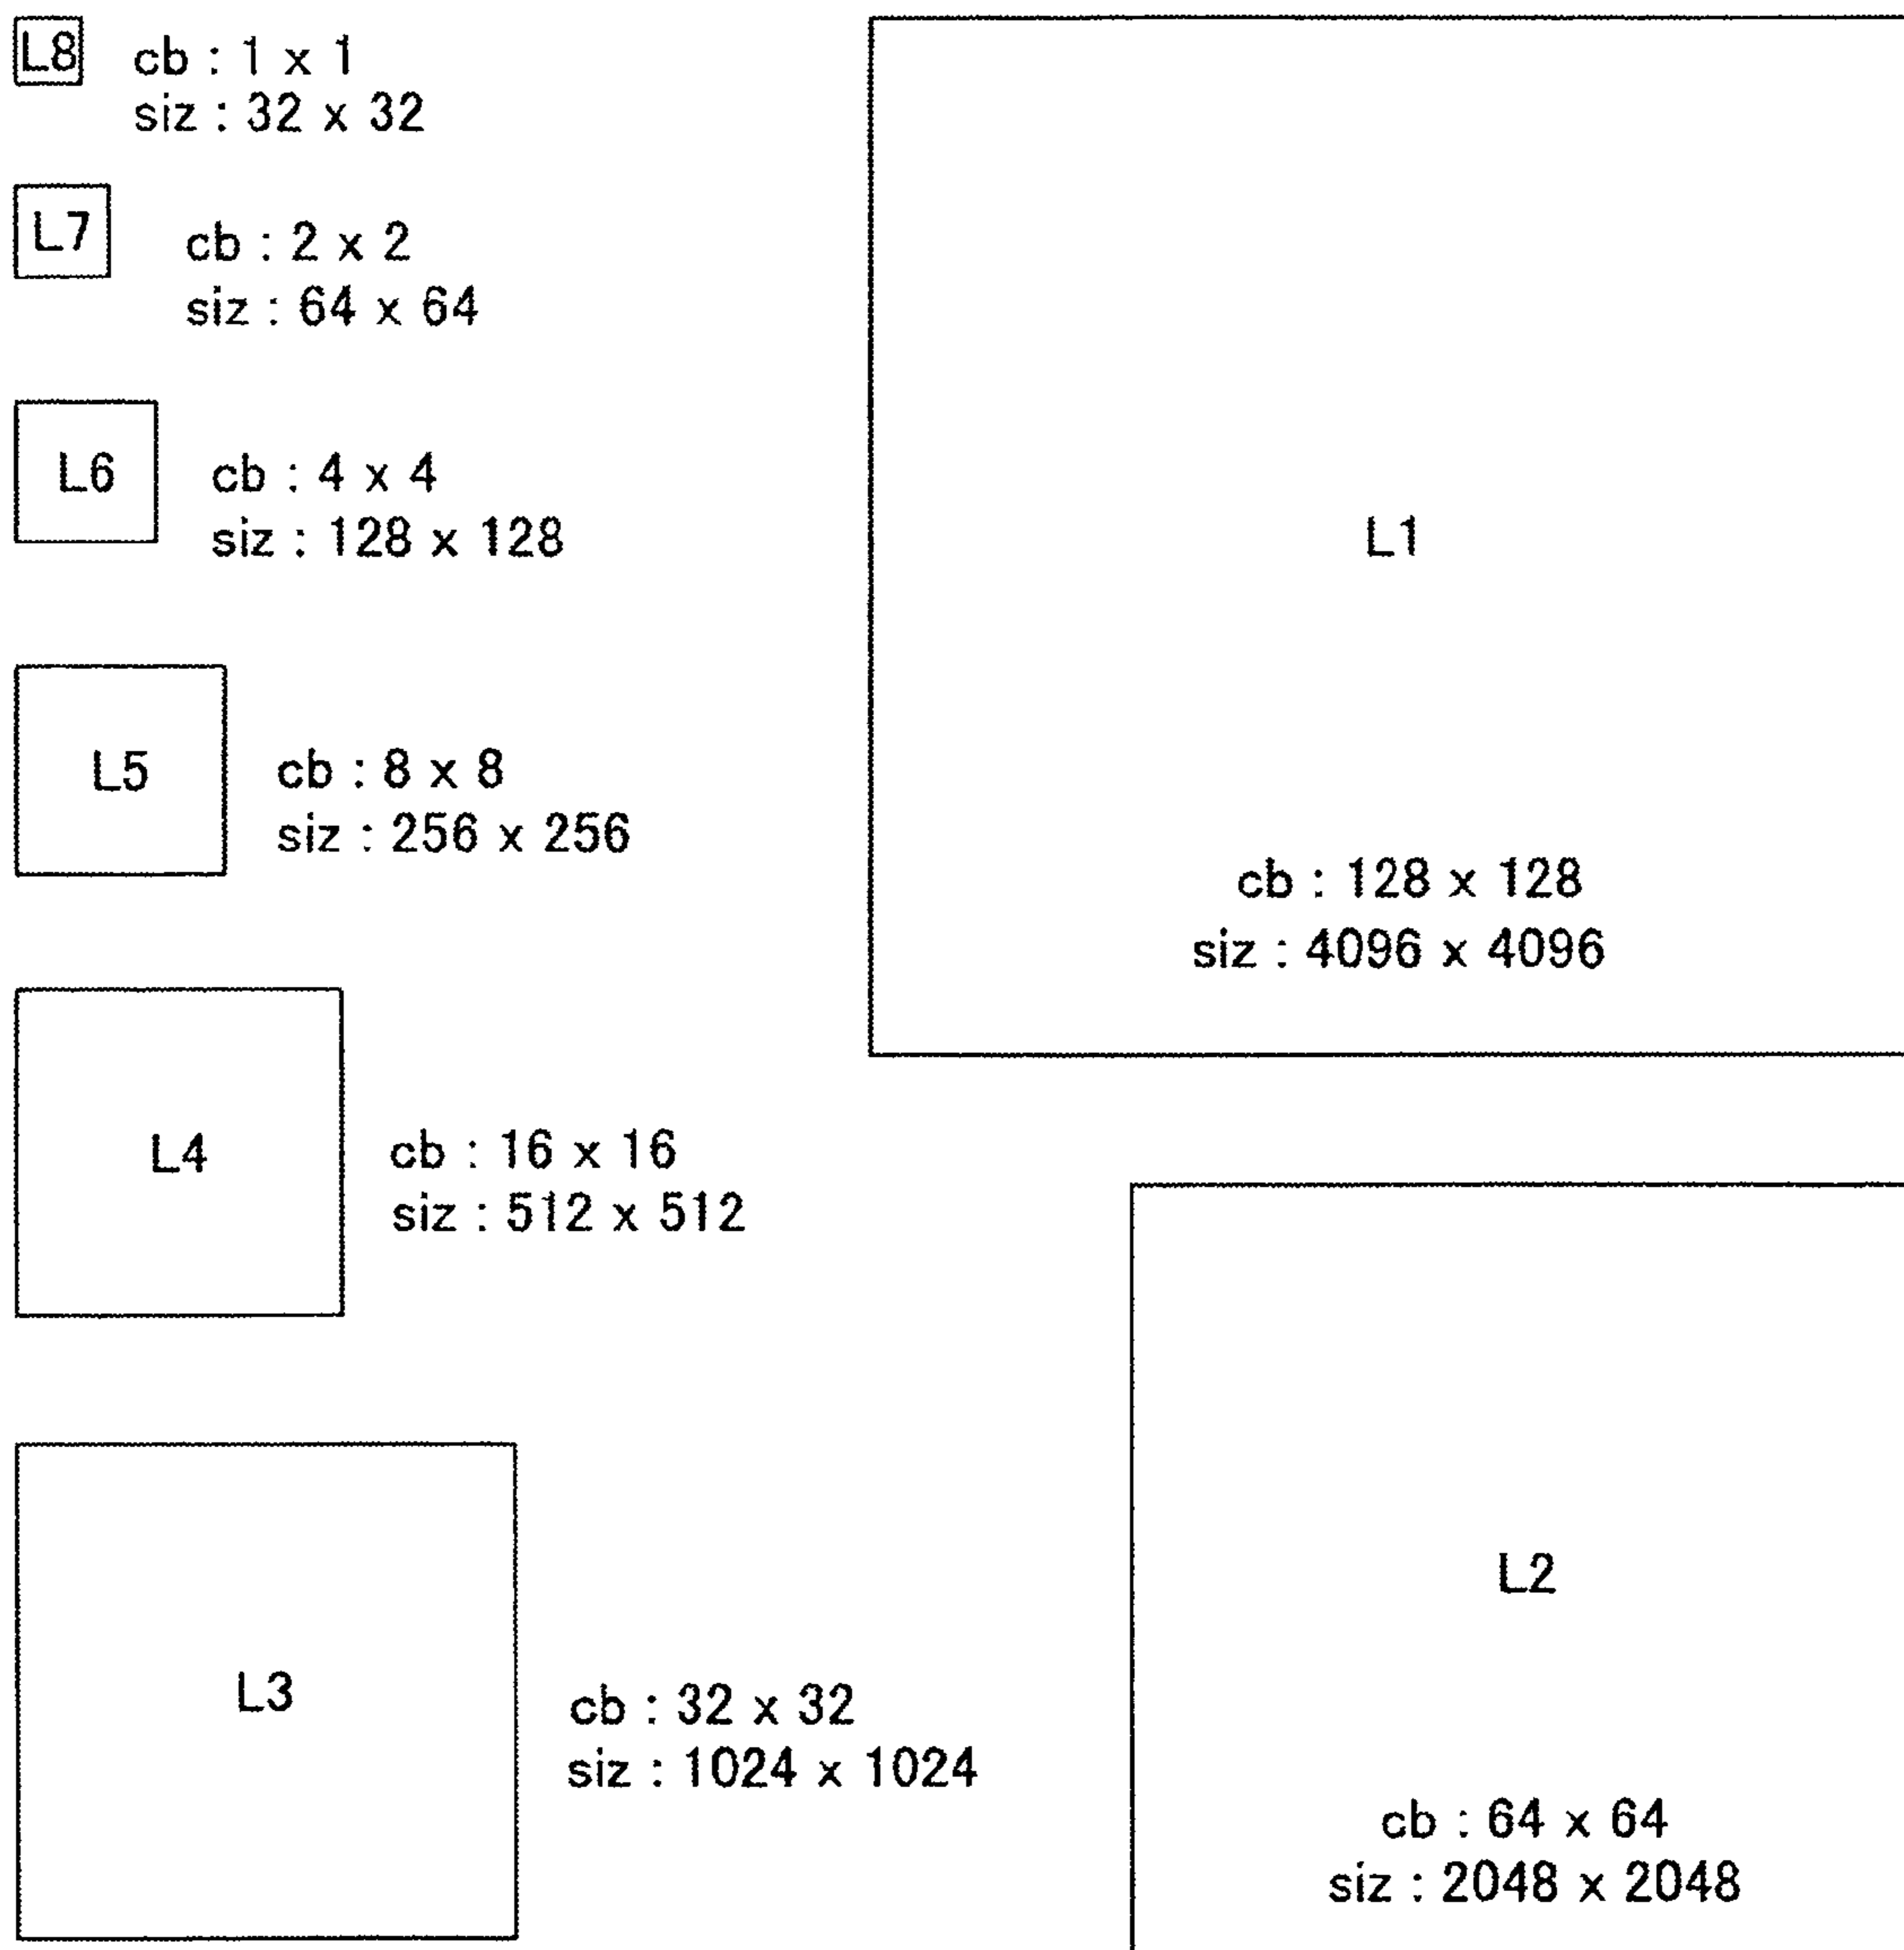 L8
cb : 1 x 1
siz : 32 x 32
L7
cb : 2 x 2
siz : 64 x 64
L6
cb : 4 x 4
siz : 128 x 128
L5
cb : 8 x 8
siz : 256 x 256
L4
cb : 16 x 16
siz : 512 x 512
L3
cb : 32 x 32
siz : 1024 x 1024
L1
cb : 128 x 128
siz : 4096 x 4096
L2
cb : 64 x 64
siz : 2048 x 2048